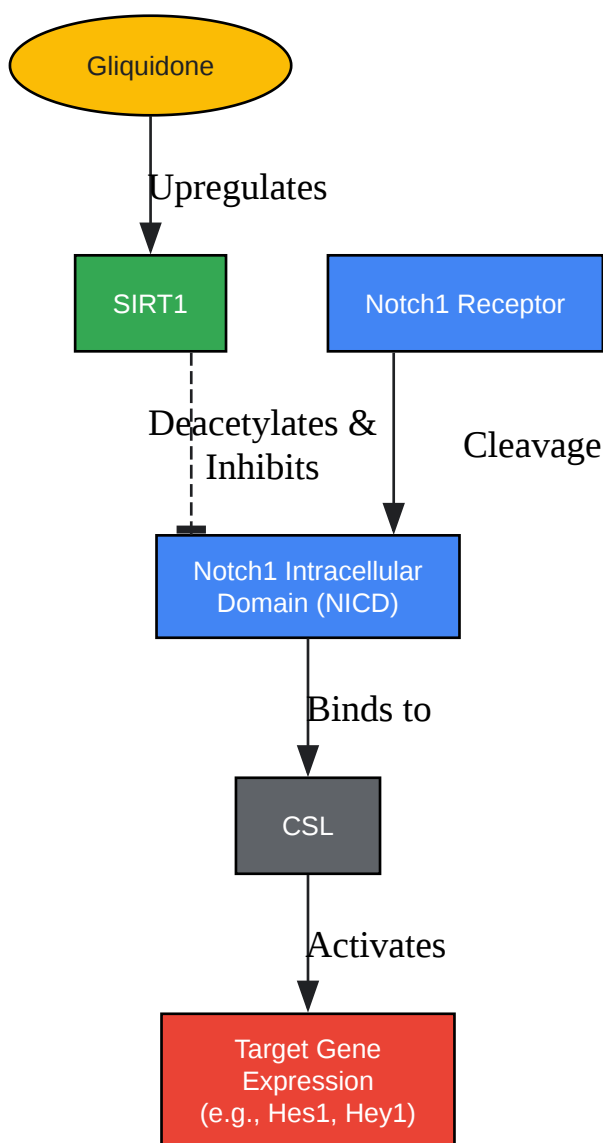 Gliquidone
Upregulates
SIRT1
Notch1 Receptor
Deacetylates &
Inhibits
Cleavage
Notch1 Intracellular
Domain (NICD)
Binds to
CSL
Activates
Target Gene
Expression
(e.g., Hes1, Hey1)